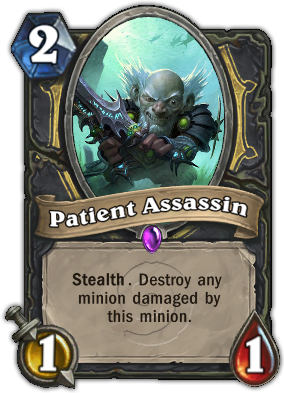 2
Patient Assassin
Stealth . Destroy any
minion damaged by
this minion.
1 1